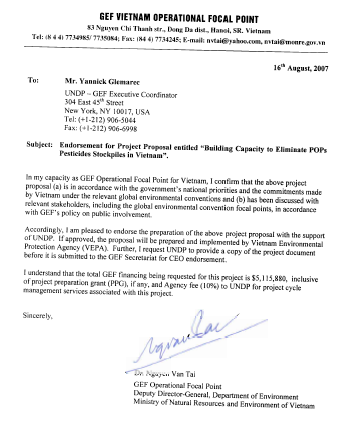 GEF VIETNAM OPERATIONAL FOCAL POINT
83 Nguyen Chi Thanh str., Dong Da dist., Hanoi, SR. Vietnam
Tel: (8 4 4) 7734985/ 7735084; Fax: (84 4) 7734245; E-mail: nvtai@yahoo.com, nvtai@monre.gov.vn
16th August, 2007
To: Mr. Yannick Glemarec
UNDP – GEF Executive Coordinator
304 East 45th Street
New York, NY 10017, USA
Tel: (+1-212) 906-5044
Fax: (+1-212) 906-6998
Subject: Endorsement for Project Proposal entitled “Building Capacity to Eliminate POPs
Pesticides Stockpiles in Vietnam”.
In my capacity as GEF Operational Focal Point for Vietnam, I confirm that the above project
proposal (a) is in accordance with the government's national priorities and the commitments made
by Vietnam under the relevant global environmental conventions and (b) has been discussed with
relevant stakeholders, including the global environmental convention focal points, in accordance
with GEF's policy on public involvement.
Accordingly, I am pleased to endorse the preparation of the above project proposal with the support
of UNDP. If approved, the proposal will be prepared and implemented by Vietnam Environmental
Protection Agency (VEPA). Further, I request UNDP to provide a copy of the project document
before it is submitted to the GEF Secretariat for CEO endorsement.
I understand that the total GEF financing being requested for this project is $5,115,880, inclusive
of project preparation grant (PPG), if any, and Agency fee (10%) to UNDP for project cycle
management services associated with this project.
Sincerely,
Dr. Nguyen Van Tai
GEF Operational Focal Point
Deputy Director-General, Department of Environment
Ministry of Natural Resources and Environment of Vietnam